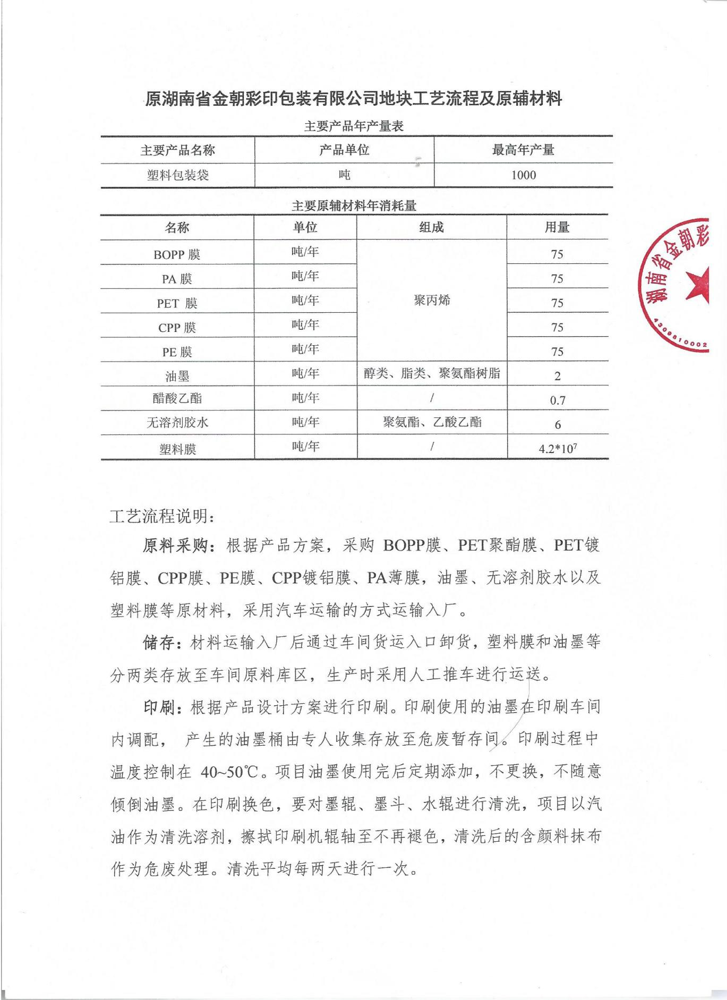 原湖南省金朝彩印包装有限公司地块工艺流程及原辅材料
主要产品年产量表
主要产品名称 产品单位 最高年产量
塑料包装袋 吨 1000
主要原辅材料年消耗量
名称 单位 组成 用量
BOPP 膜 吨/年 75
PA 膜 吨/年 75
PET 膜 吨/年 聚丙烯 75
CPP 膜 吨/年 75
PE 膜 吨/年 75
油墨 吨/年 醇类、脂类、聚氨酯树脂 2
醋酸乙酯 吨/年 / 0.7
无溶剂胶水 吨/年 聚氨酯、乙酸乙酯 6
塑料膜 吨/年 / 4.2*10⁷
湖南省金朝彩
4309810002
工艺流程说明：
原料采购：根据产品方案，采购 BOPP膜、PET聚酯膜、PET镀
铝膜、CPP膜、PE膜、CPP镀铝膜、PA薄膜，油墨、无溶剂胶水以及
塑料膜等原材料，采用汽车运输的方式运输入厂。
储存：材料运输入厂后通过车间货运入口卸货，塑料膜和油墨等
分两类存放至车间原料库区，生产时采用人工推车进行运送。
印刷：根据产品设计方案进行印刷。印刷使用的油墨在印刷车间
内调配， 产生的油墨桶由专人收集存放至危废暂存间。印刷过程中
温度控制在 40~50℃。项目油墨使用完后定期添加，不更换，不随意
倾倒油墨。在印刷换色，要对墨辊、墨斗、水辊进行清洗，项目以汽
油作为清洗溶剂，擦拭印刷机辊轴至不再褪色，清洗后的含颜料抹布
作为危废处理。清洗平均每两天进行一次。